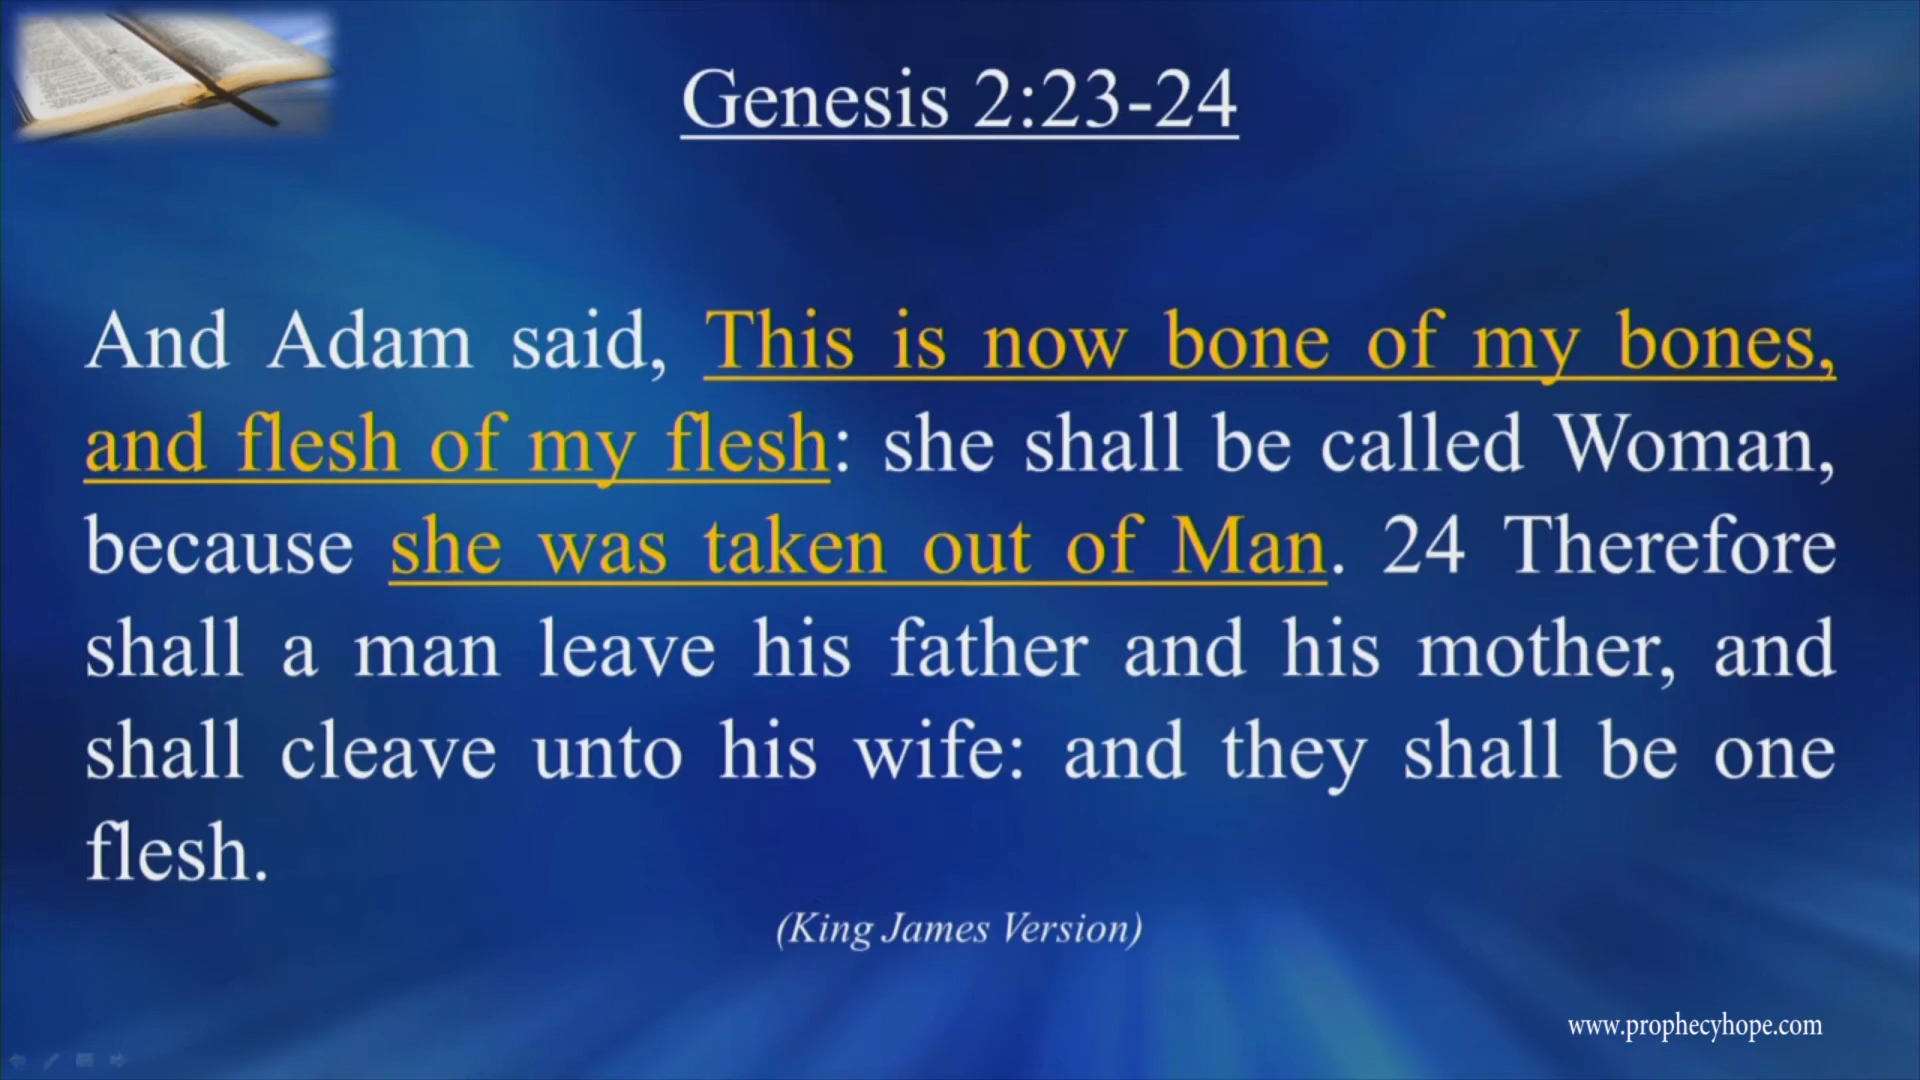 Genesis 2:23-24
And Adam said, This is now bone of my bones,
and flesh of my flesh: she shall be called Woman,
because she was taken out of Man. 24 Therefore
shall a man leave his father and his mother, and
shall cleave unto his wife: and they shall be one
flesh.
(King James Version)
www.prophecyhope.com